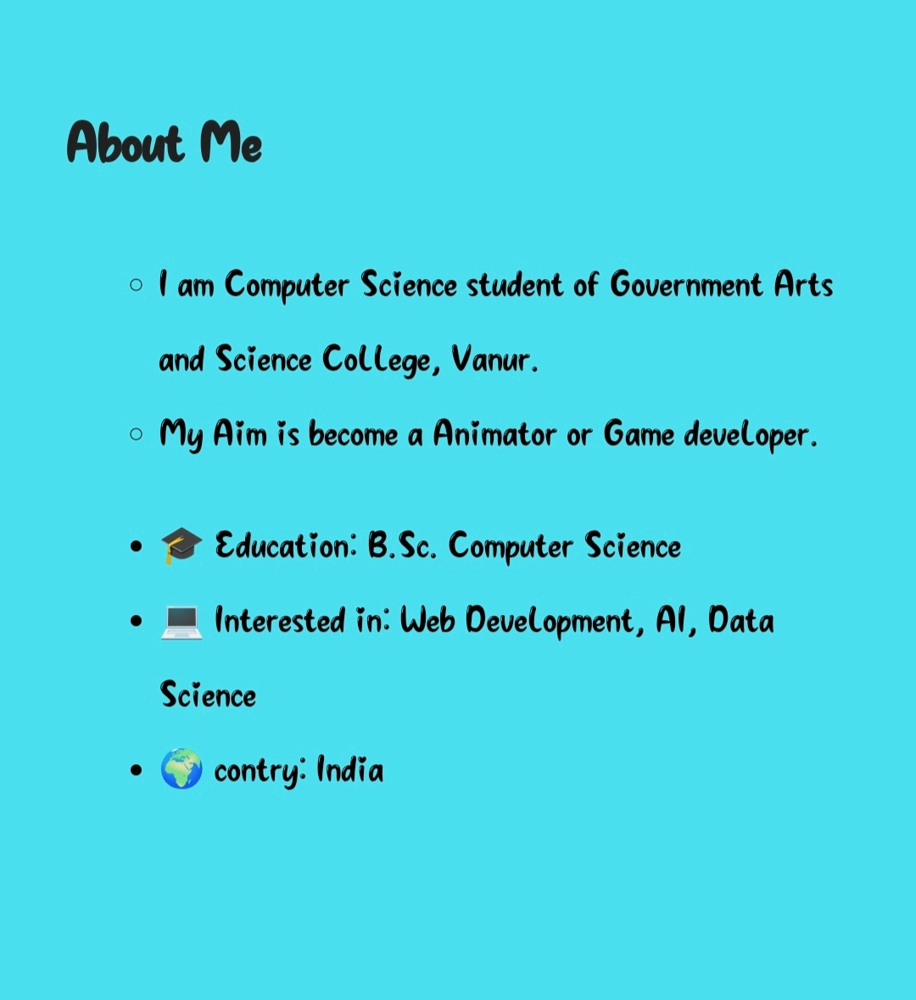 About Me
I am Computer Science student of Government Arts
and Science College, Vanur.
My Aim is become a Animator or Game developer.
🎓 Education: B.Sc. Computer Science
💻 Interested in: Web Development, AI, Data
Science
🌍 contry: India